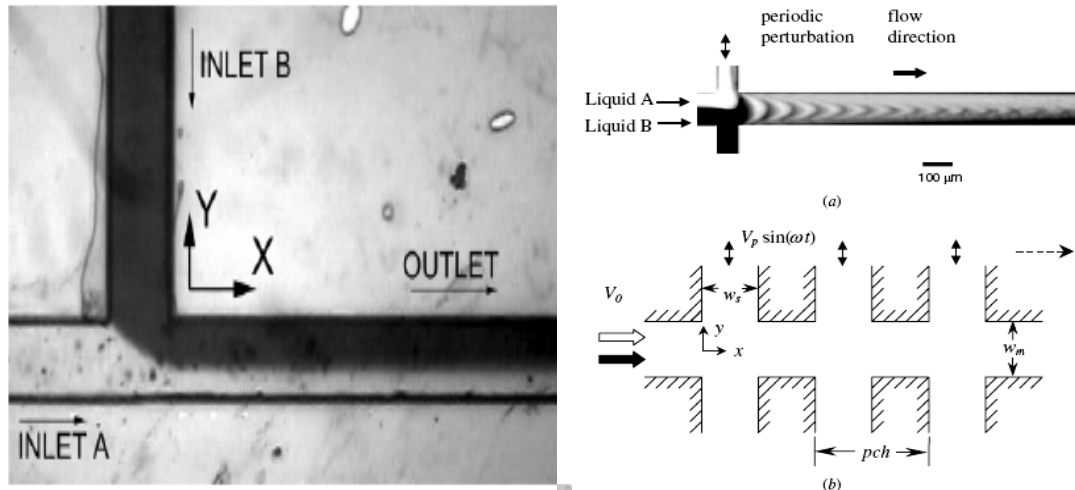 INLET B
Y
X
OUTLET
INLET A
periodic
perturbation
flow
direction
Liquid A
Liquid B
100 μm
(a)
V_p sin(ωt)
V_0
w_s
y
x
w_m
pch
(b)